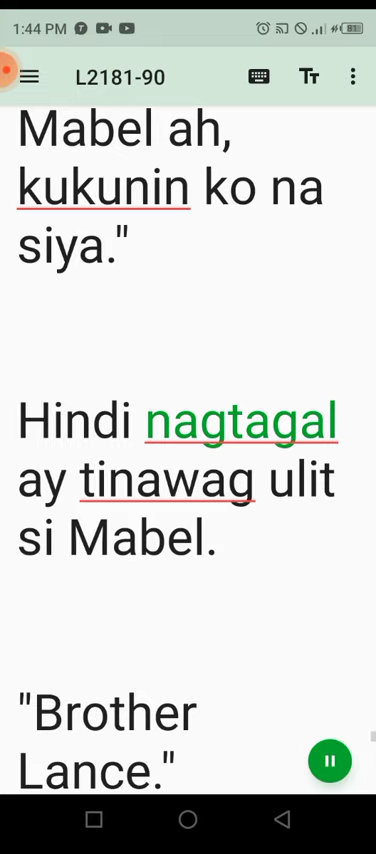 1:44 PM
81
L2181-90
Mabel ah,
kukunin ko na
siya."
Hindi nagtagal
ay tinawag ulit
si Mabel.
"Brother
Lance."